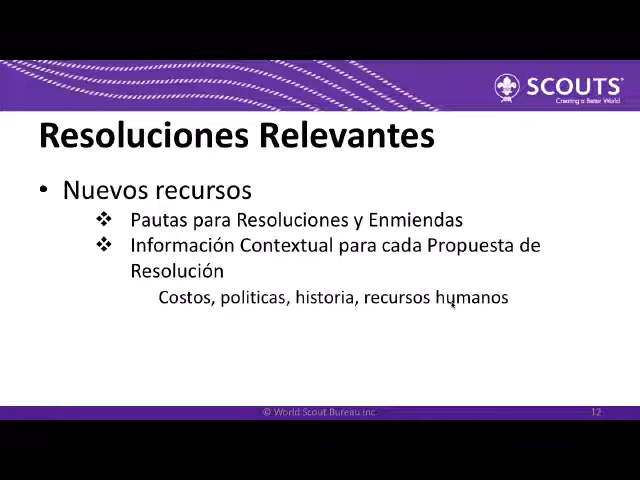 SCOUTS
Creating a Better World
Resoluciones Relevantes
• Nuevos recursos
❖ Pautas para Resoluciones y Enmiendas
❖ Información Contextual para cada Propuesta de
Resolución
Costos, politicas, historia, recursos humanos
© World Scout Bureau Inc.
12